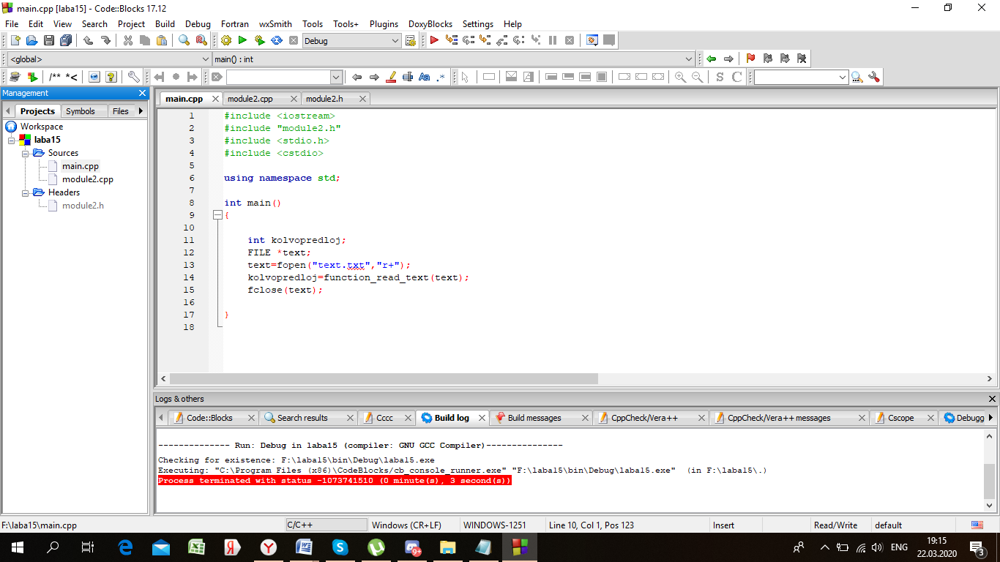 main.cpp [laba15] - Code::Blocks 17.12
File Edit View Search Project Build Debug Fortran wxSmith Tools Tools+ Plugins DoxyBlocks Settings Help
Debug
<global> main() : int
/** *< Aa .* S C
Management
main.cpp module2.cpp module2.h
Projects Symbols Files
Workspace
laba15
Sources
main.cpp
module2.cpp
Headers
module2.h
1 #include <iostream>
2 #include "module2.h"
3 #include <stdio.h>
4 #include <cstdio>
5
6 using namespace std;
7
8 int main()
9 {
10
11 int kolvopredloj;
12 FILE *text;
13 text=fopen("text.txt","r+");
14 kolvopredloj=function_read_text(text);
15 fclose(text);
16
17 }
18
Logs & others
Code::Blocks Search results Cccc Build log Build messages CppCheck/Vera++ CppCheck/Vera++ messages Cscope Debugg
-------------- Run: Debug in laba15 (compiler: GNU GCC Compiler)---------------
Checking for existence: F:\laba15\bin\Debug\laba15.exe
Executing: "C:\Program Files (x86)\CodeBlocks/cb_console_runner.exe" "F:\laba15\bin\Debug\laba15.exe"  (in F:\laba15\.)
Process terminated with status -1073741510 (0 minute(s), 3 second(s))
F:\laba15\main.cpp C/C++ Windows (CR+LF) WINDOWS-1251 Line 10, Col 1, Pos 123 Insert Read/Write default
9+ ENG 19:15
22.03.2020 3